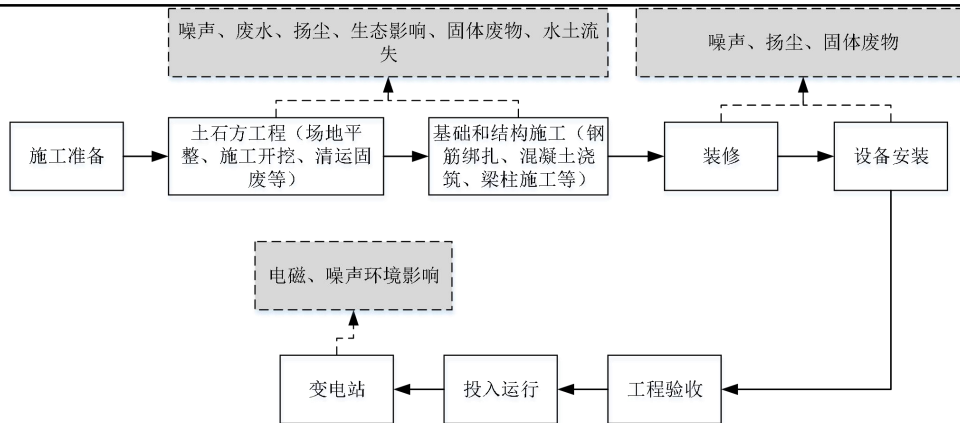 噪声、废水、扬尘、生态影响、固体废物、水土流
失
噪声、扬尘、固体废物
施工准备
土石方工程（场地平
整、施工开挖、清运固
废等）
基础和结构施工（钢
筋绑扎、混凝土浇
筑、梁柱施工等）
装修
设备安装
电磁、噪声环境影响
变电站
投入运行
工程验收